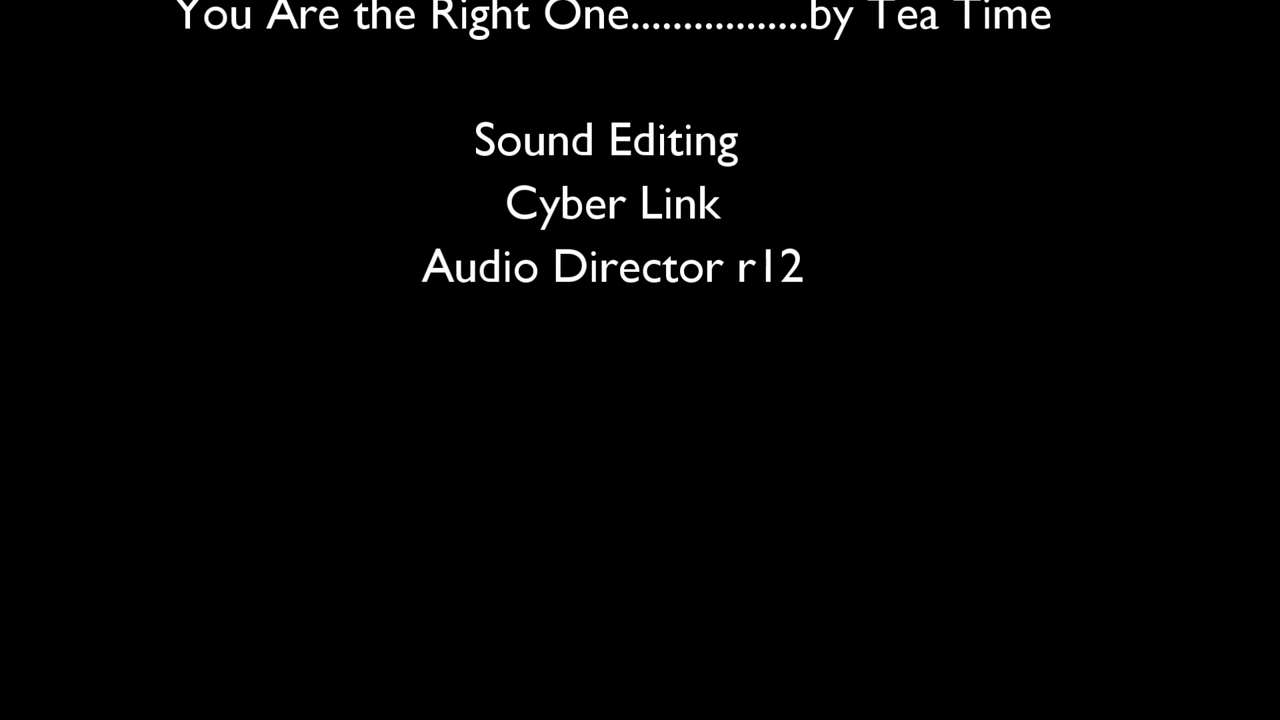 You Are the Right One.................by Tea Time
Sound Editing
Cyber Link
Audio Director r12